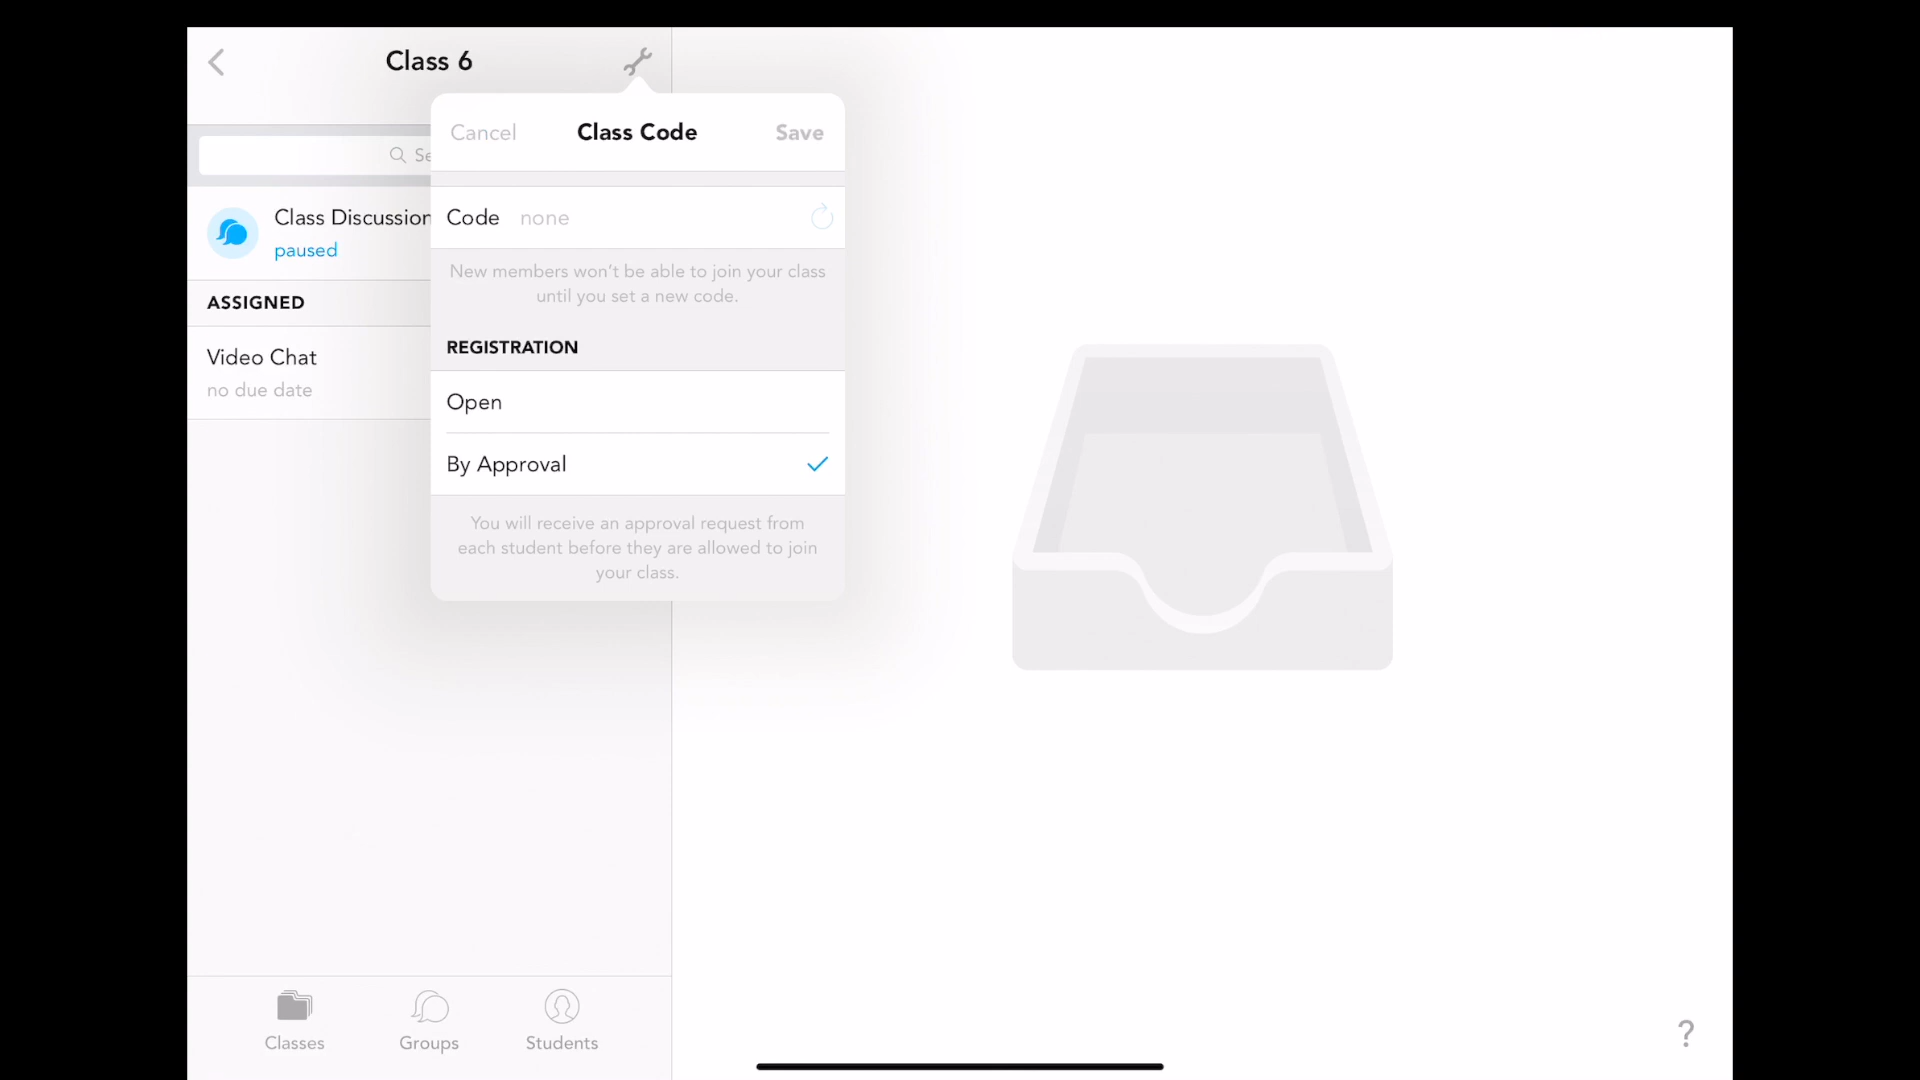 Class 6
Cancel
Class Code
Save
Se
Code none
New members won't be able to join your class
until you set a new code.
Class Discussion
paused
ASSIGNED
Video Chat
no due date
REGISTRATION
Open
By Approval
You will receive an approval request from
each student before they are allowed to join
your class.
Classes
Groups
Students
?